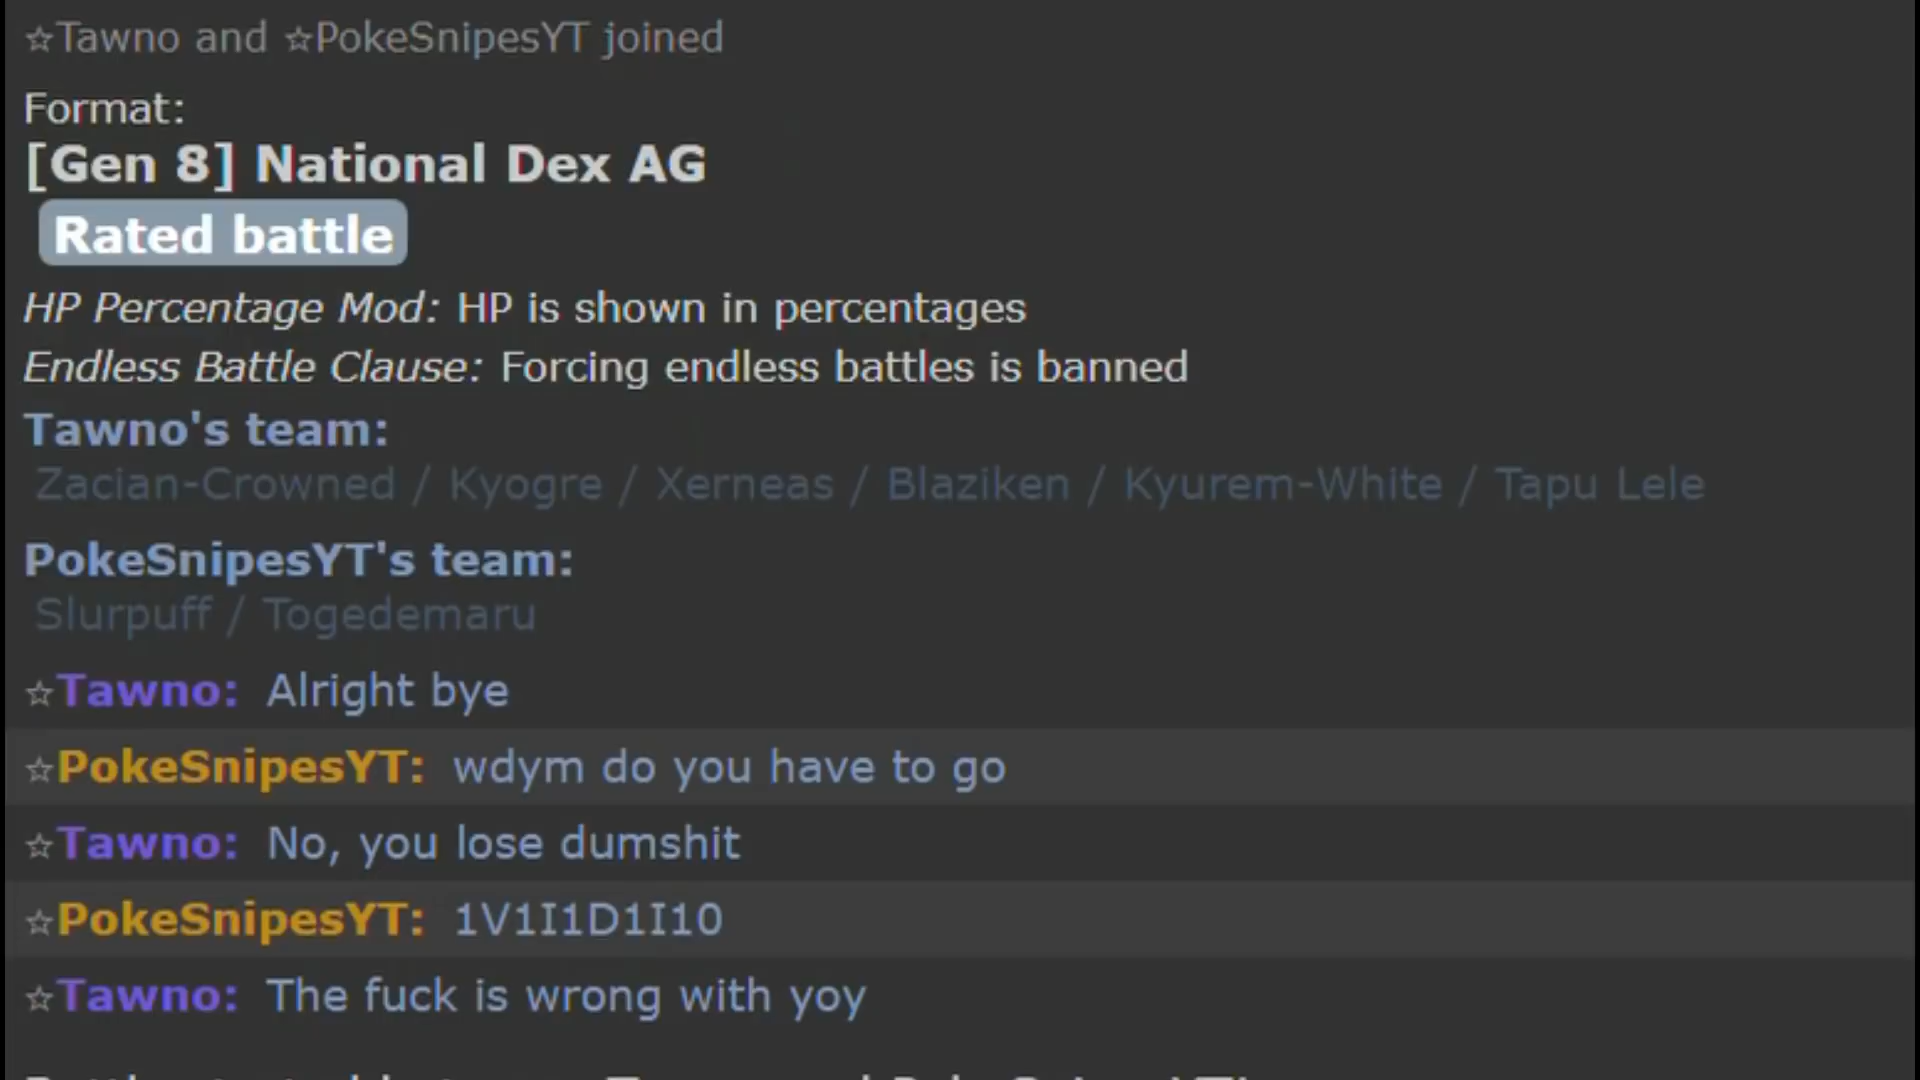 ☆Tawno and ☆PokeSnipesYT joined
Format:
[Gen 8] National Dex AG
Rated battle
HP Percentage Mod: HP is shown in percentages
Endless Battle Clause: Forcing endless battles is banned
Tawno's team:
Zacian-Crowned / Kyogre / Xerneas / Blaziken / Kyurem-White / Tapu Lele
PokeSnipesYT's team:
Slurpuff / Togedemaru
☆Tawno: Alright bye
☆PokeSnipesYT: wdym do you have to go
☆Tawno: No, you lose dumshit
☆PokeSnipesYT: 1V1I1D1I10
☆Tawno: The fuck is wrong with yoy